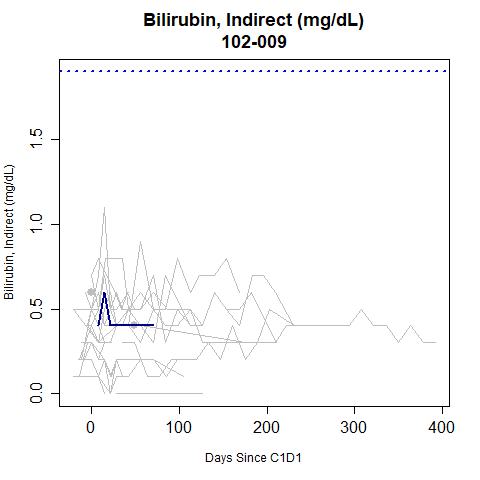 Bilirubin, Indirect (mg/dL)
102-009
Bilirubin, Indirect (mg/dL)
1.5
1.0
0.5
0.0
0 100 200 300 400
Days Since C1D1